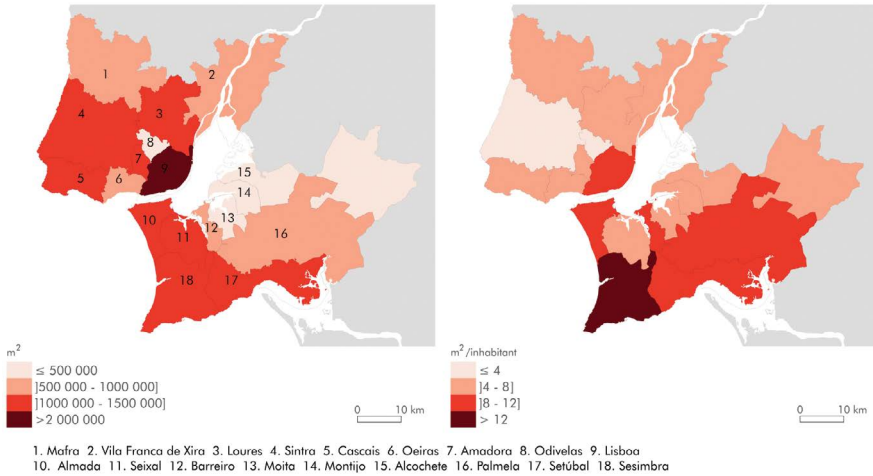 1
2
3
4
8
7
9
5
6
15
14
10
13
12
11
16
18
17
m²
≤ 500 000
]500 000 - 1000 000]
]1000 000 - 1500 000]
>2 000 000
0 10 km
m²/inhabitant
≤ 4
]4 - 8]
]8 - 12]
> 12
0 10 km
1. Mafra 2. Vila Franca de Xira 3. Loures 4. Sintra 5. Cascais 6. Oeiras 7. Amadora 8. Odivelas 9. Lisboa
10. Almada 11. Seixal 12. Barreiro 13. Moita 14. Montijo 15. Alcochete 16. Palmela 17. Setúbal 18. Sesimbra